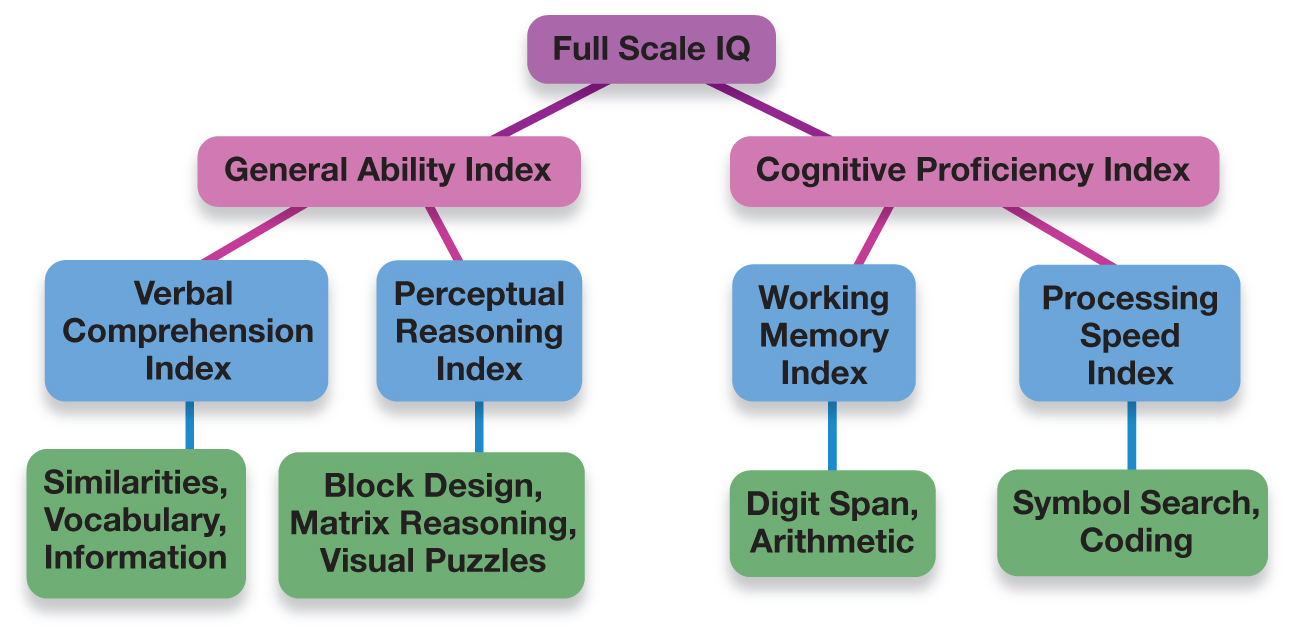 Full Scale IQ
General Ability Index
Cognitive Proficiency Index
Verbal
Comprehension
Index
Perceptual
Reasoning
Index
Working
Memory
Index
Processing
Speed
Index
Similarities,
Vocabulary,
Information
Block Design,
Matrix Reasoning,
Visual Puzzles
Digit Span,
Arithmetic
Symbol Search,
Coding